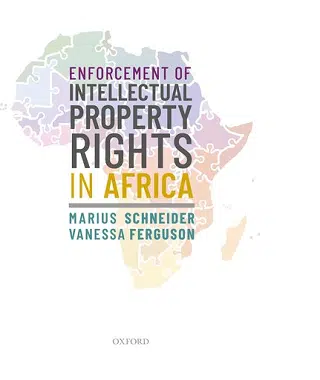 ENFORCEMENT OF
INTELLECTUAL
PROPERTY
RIGHTS
IN AFRICA
MARIUS SCHNEIDER
VANESSA FERGUSON
OXFORD